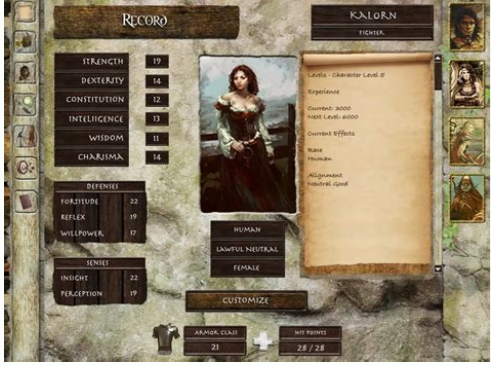 RECORD
KALORN
FIGHTER
STRENGTH 19
DEXTERITY 14
CONSTITUTION 12
INTELLIGENCE 13
WISDOM 11
CHARISMA 14
DEFENSES
FORTITUDE 22
REFLEX 19
WILLPOWER 17
SENSES
INSIGHT 22
PERCEPTION 19
HUMAN
LAWFUL NEUTRAL
FEMALE
CUSTOMIZE
ARMOR CLASS
21
HIT POINTS
28 / 28
Levels - Character Level 5
Experience
Current: 3000
Next Level: 6000
Current Effects
Race
Human
Alignment
Neutral Good